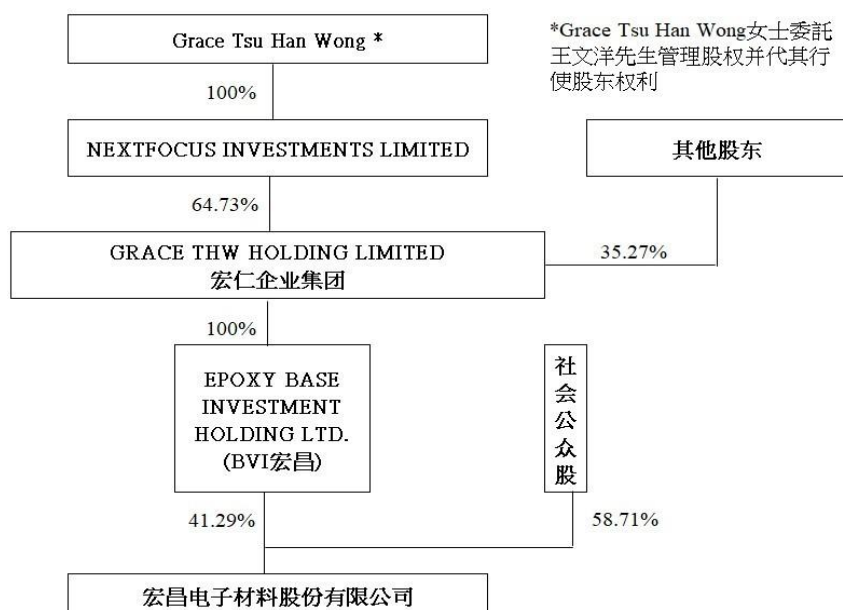 Grace Tsu Han Wong *
*Grace Tsu Han Wong女士委託
王文洋先生管理股权并代其行
使股东权利
100%
NEXTFOCUS INVESTMENTS LIMITED
其他股东
64.73%
GRACE THW HOLDING LIMITED
宏仁企业集团
35.27%
100%
EPOXY BASE
INVESTMENT
HOLDING LTD.
(BVI宏昌)
社
会
公
众
股
41.29%
58.71%
宏昌电子材料股份有限公司